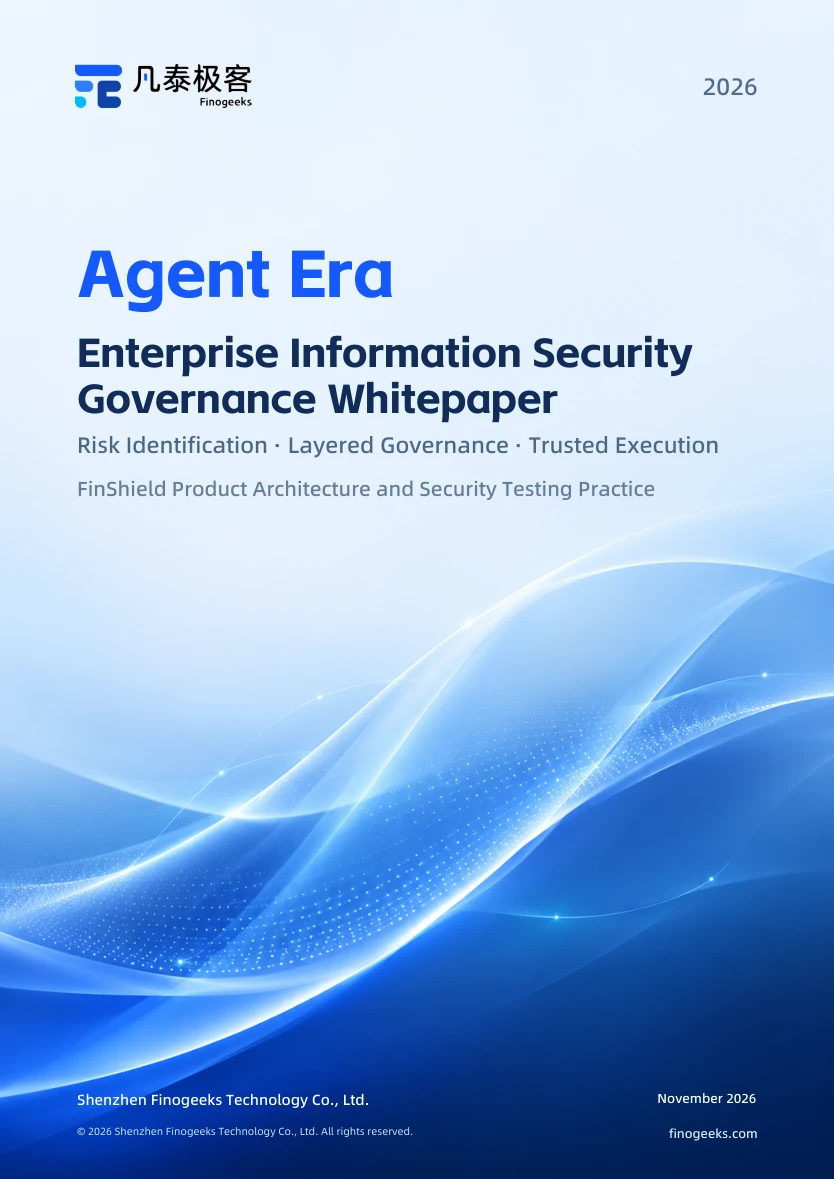 凡泰极客
Finogeeks
2026
Agent Era
Enterprise Information Security
Governance Whitepaper
Risk Identification · Layered Governance · Trusted Execution
FinShield Product Architecture and Security Testing Practice
Shenzhen Finogeeks Technology Co., Ltd.
November 2026
© 2026 Shenzhen Finogeeks Technology Co., Ltd. All rights reserved.
finogeeks.com